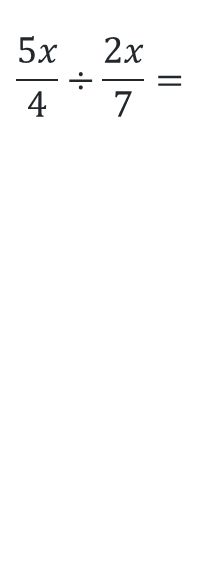 5x/4 ÷ 2x/7 =